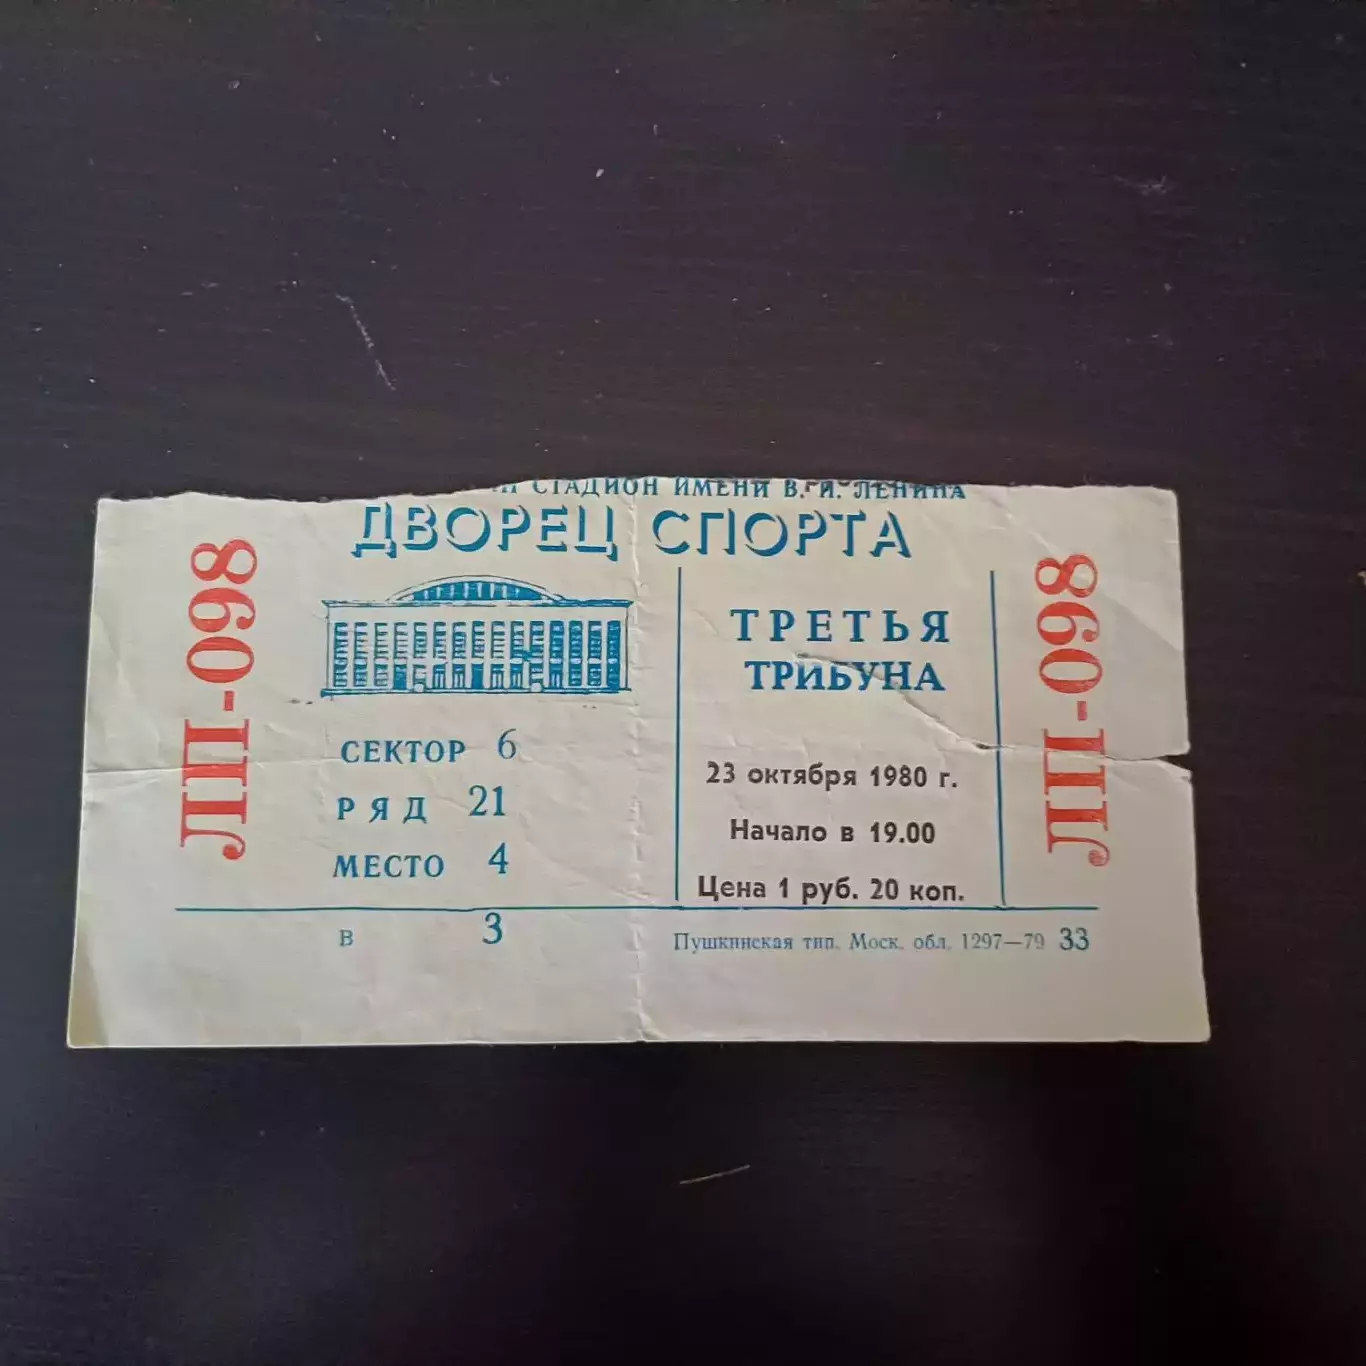 СТАДИОН ИМЕНИ В. И. ЛЕНИНА
ДВОРЕЦ СПОРТА
ЛП-098
СЕКТОР 6
РЯД 21
МЕСТО 4
В 3
ТРЕТЬЯ
ТРИБУНА
23 октября 1980 г.
Начало в 19.00
Цена 1 руб. 20 коп.
Пушкинская тип. Моск. обл. 1297—79 33
ЛП-098